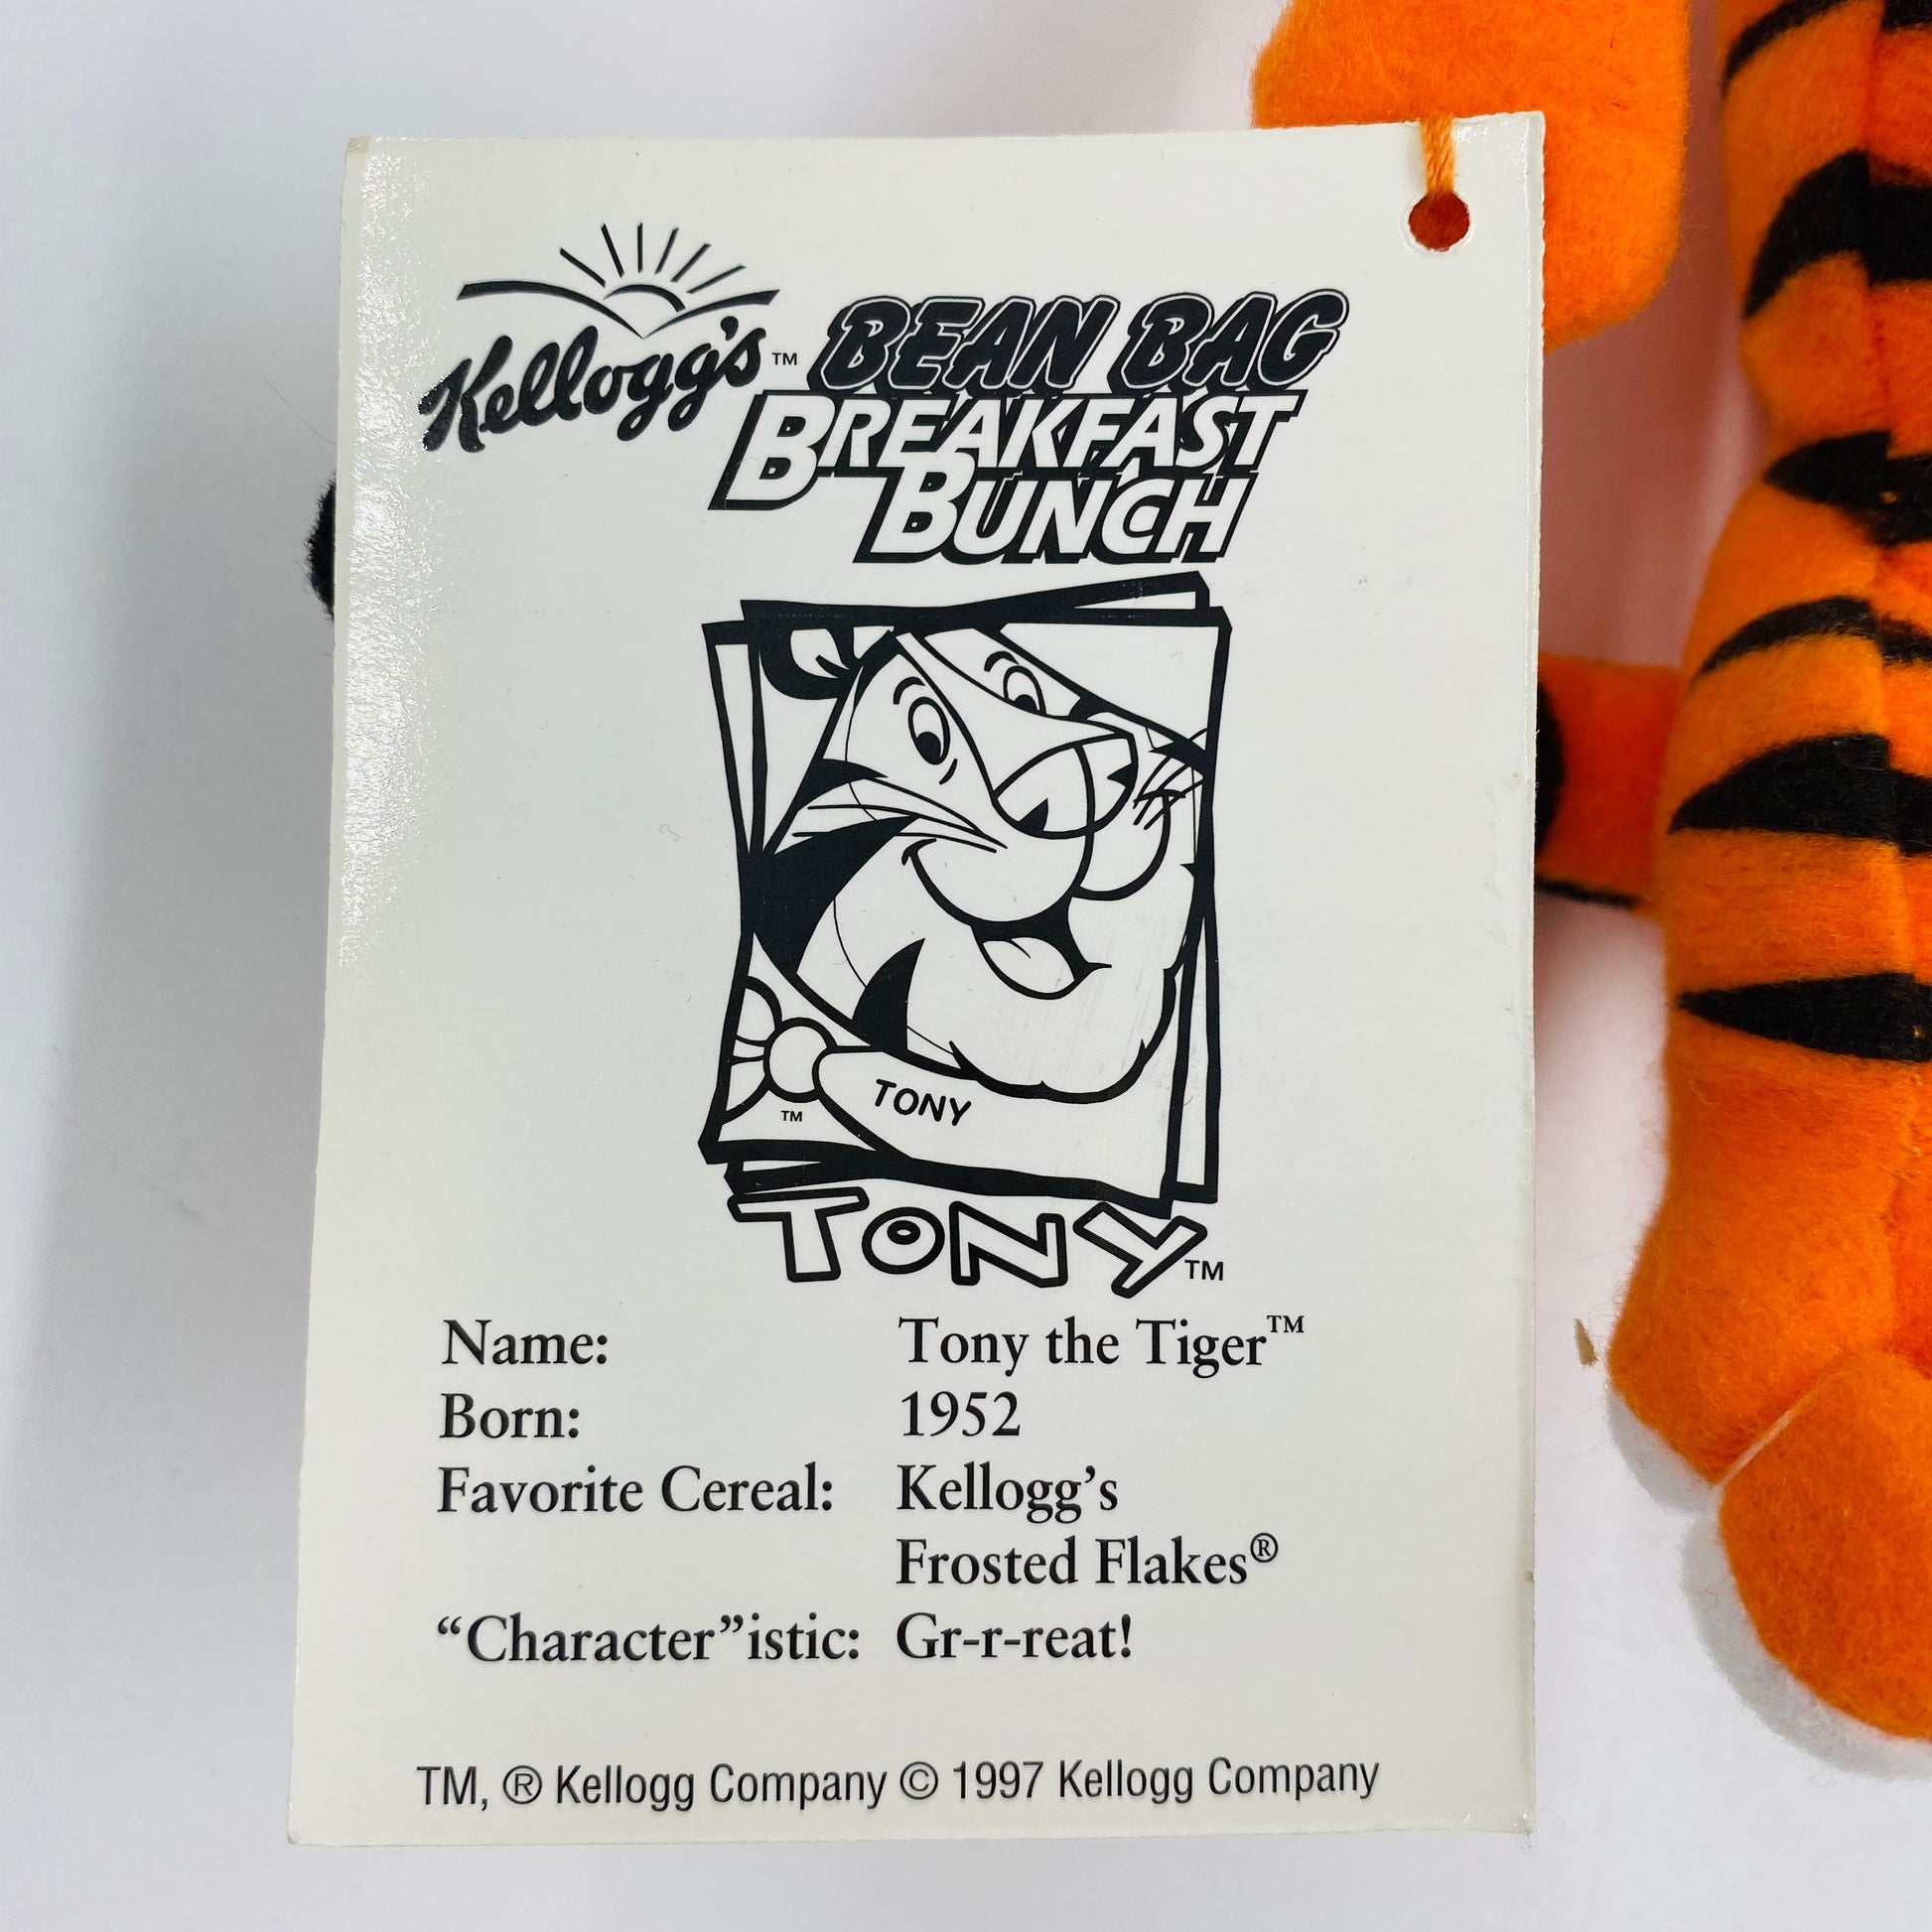 Kellogg's™ BEAN BAG
BREAKFAST
BUNCH
TONY
™
TONY™
Name: Tony the Tiger™
Born: 1952
Favorite Cereal: Kellogg's
Frosted Flakes®
“Character”istic: Gr-r-reat!
TM, ® Kellogg Company © 1997 Kellogg Company